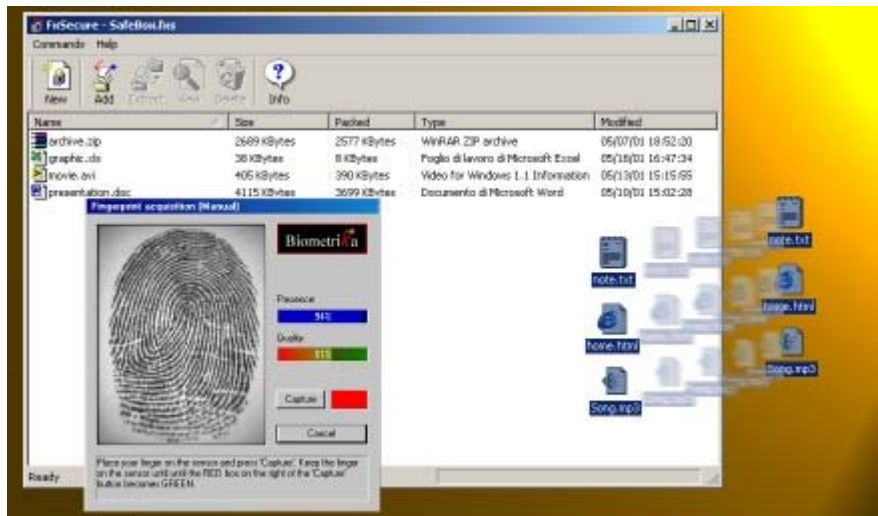 FxSecure - SafeBox.fxs
Commands Help
New Add Extract View Delete Info
Name Size Packed Type Modified
archive.zip 2689 KBytes 2577 KBytes WinRAR ZIP archive 05/07/01 18:52:20
graphic.xls 38 KBytes 8 KBytes Foglio di lavoro di Microsoft Excel 05/18/01 16:47:34
movie.avi 405 KBytes 390 KBytes Video for Windows 1.1 Information 05/13/01 15:15:55
presentation.doc 4115 KBytes 3699 KBytes Documento di Microsoft Word 05/10/01 15:02:28
Fingerprint acquisition (Manual)
Biometrika
Presence
Quality
Capture
Cancel
Place your finger on the sensor and press 'Capture'. Keep the finger
on the sensor until until the RED box on the right of the 'Capture'
button becomes GREEN.
Ready
note.txt
home.html
Song.mp3
note.txt
home.html
Song.mp3